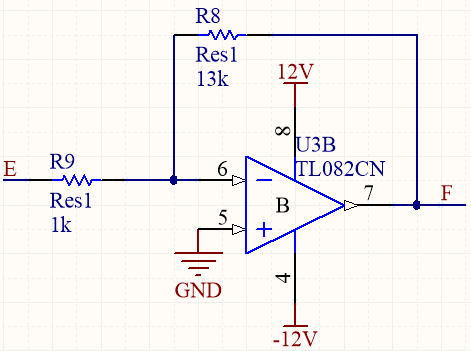 R8
Res1
13k
12V
8
U3B
TL082CN
E
R9
Res1
1k
6
B
7
F
5
GND
4
-12V